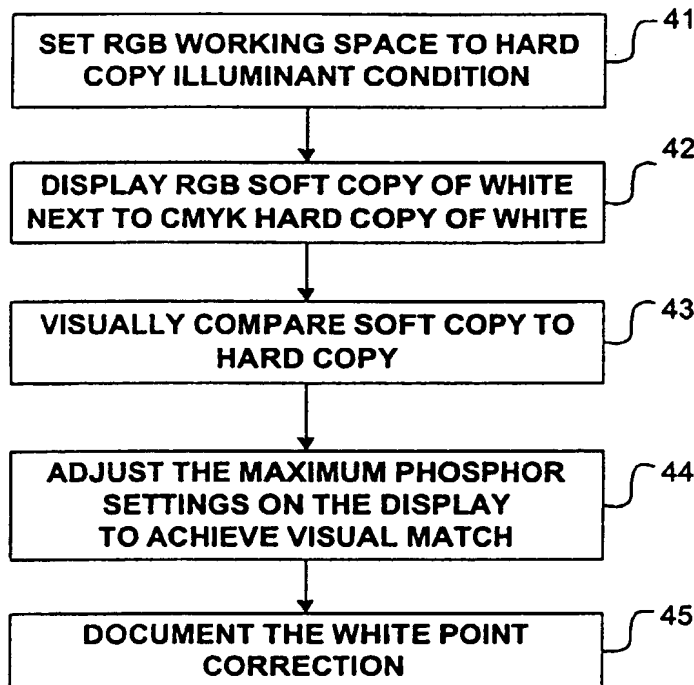 SET RGB WORKING SPACE TO HARD
COPY ILLUMINANT CONDITION
41
DISPLAY RGB SOFT COPY OF WHITE
NEXT TO CMYK HARD COPY OF WHITE
42
VISUALLY COMPARE SOFT COPY TO
HARD COPY
43
ADJUST THE MAXIMUM PHOSPHOR
SETTINGS ON THE DISPLAY
TO ACHIEVE VISUAL MATCH
44
DOCUMENT THE WHITE POINT
CORRECTION
45